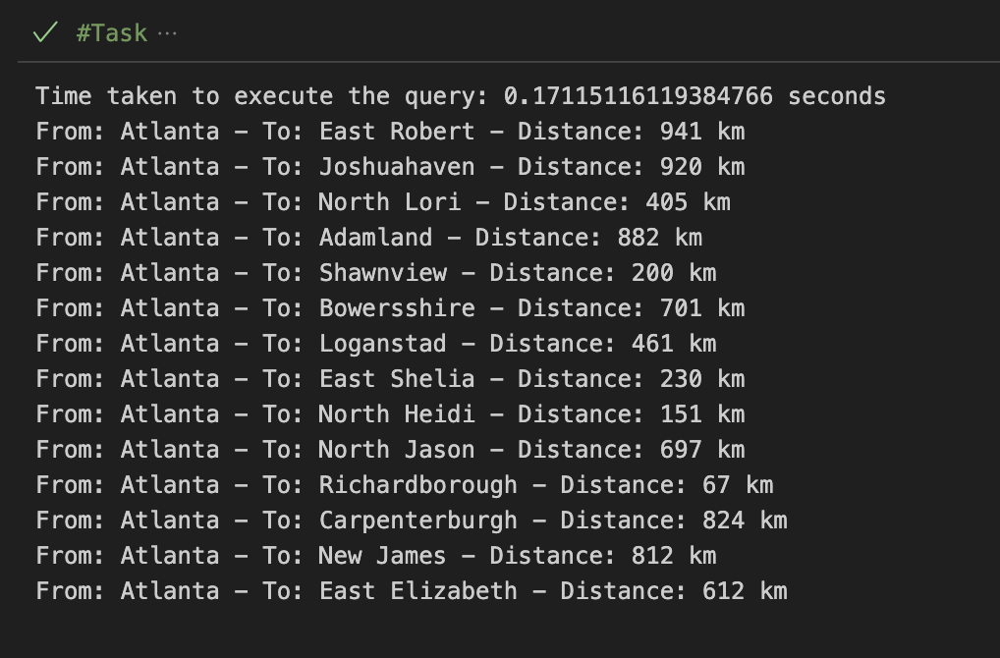 #Task ...
Time taken to execute the query: 0.17115116119384766 seconds
From: Atlanta – To: East Robert – Distance: 941 km
From: Atlanta – To: Joshuahaven – Distance: 920 km
From: Atlanta – To: North Lori – Distance: 405 km
From: Atlanta – To: Adamland – Distance: 882 km
From: Atlanta – To: Shawnview – Distance: 200 km
From: Atlanta – To: Bowersshire – Distance: 701 km
From: Atlanta – To: Loganstad – Distance: 461 km
From: Atlanta – To: East Shelia – Distance: 230 km
From: Atlanta – To: North Heidi – Distance: 151 km
From: Atlanta – To: North Jason – Distance: 697 km
From: Atlanta – To: Richardborough – Distance: 67 km
From: Atlanta – To: Carpenterburgh – Distance: 824 km
From: Atlanta – To: New James – Distance: 812 km
From: Atlanta – To: East Elizabeth – Distance: 612 km